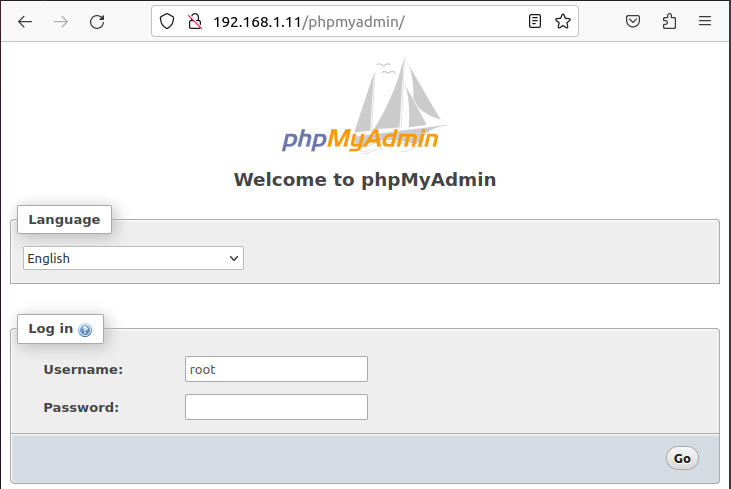 192.168.1.11/phpmyadmin/
phpMyAdmin
Welcome to phpMyAdmin
Language
English
Log in ?
Username: root
Password:
Go